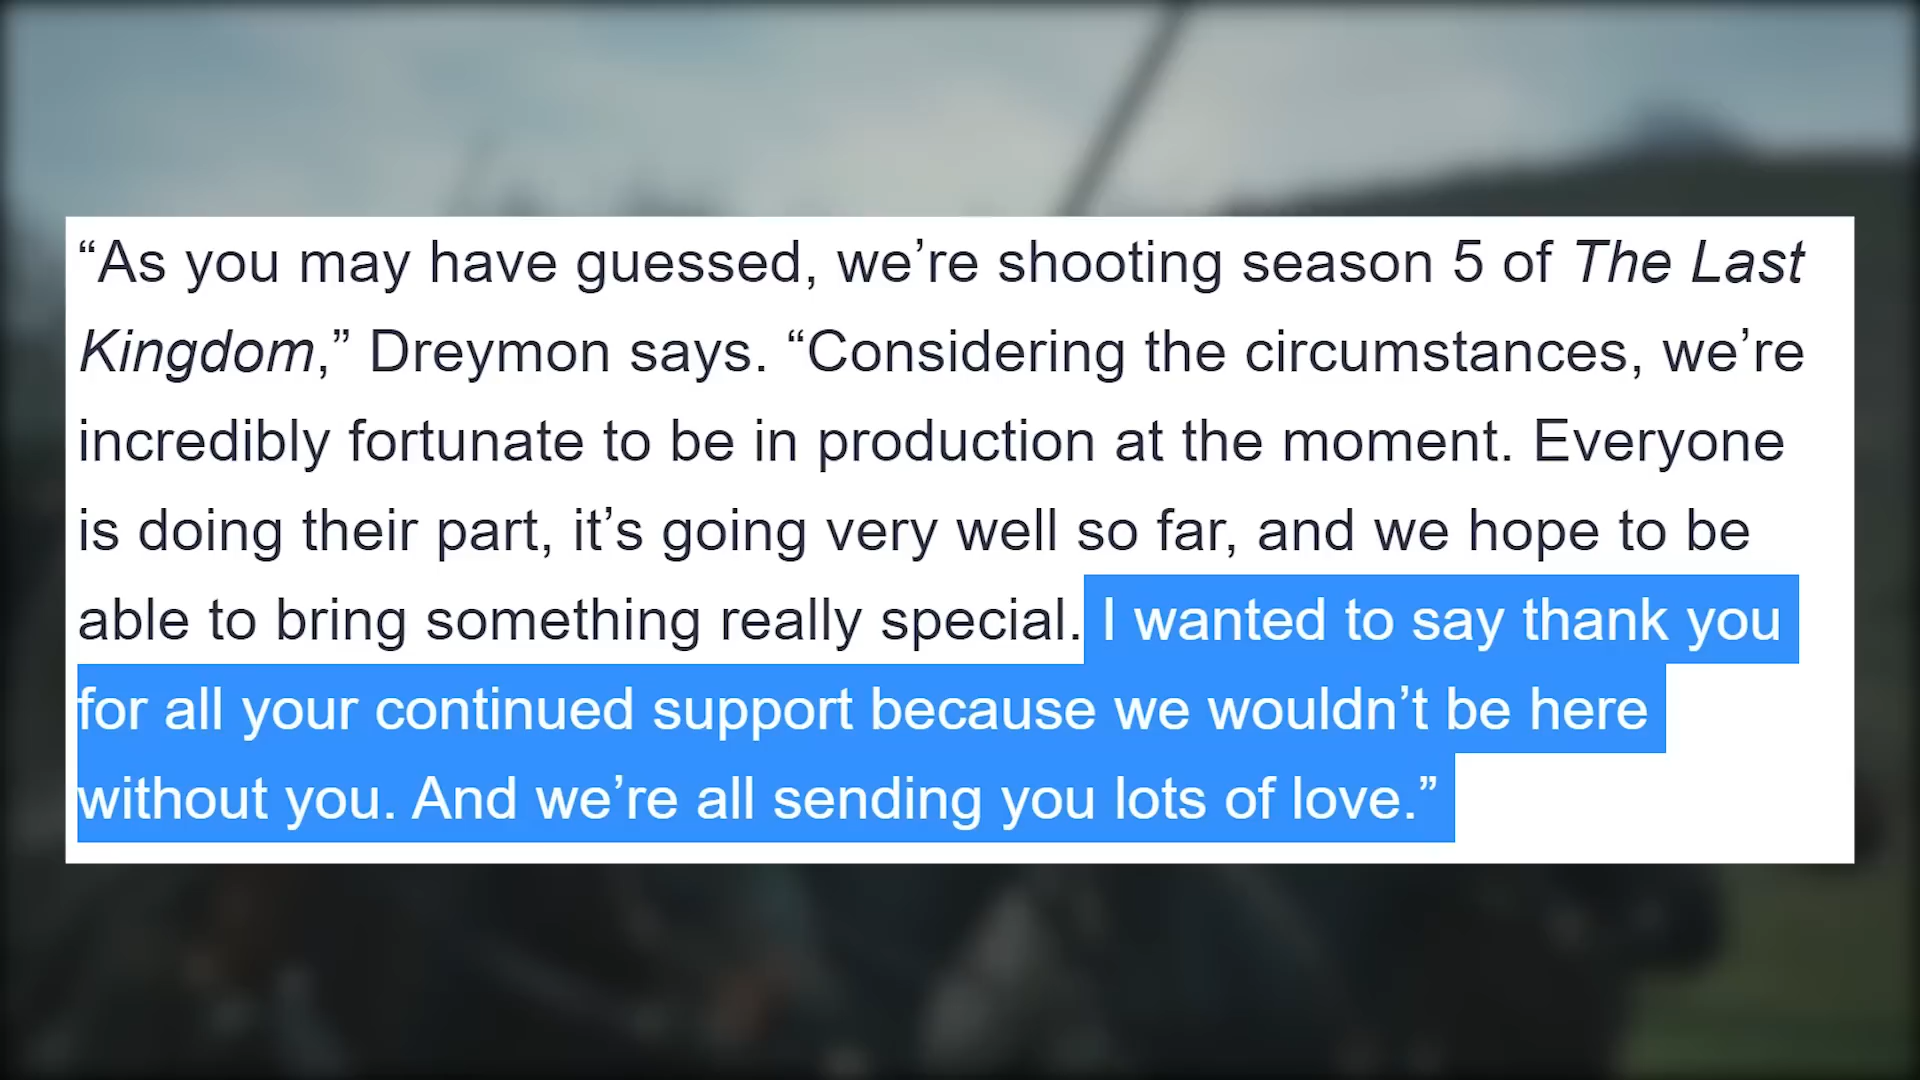 “As you may have guessed, we’re shooting season 5 of The Last
Kingdom,” Dreymon says. “Considering the circumstances, we’re
incredibly fortunate to be in production at the moment. Everyone
is doing their part, it’s going very well so far, and we hope to be
able to bring something really special. I wanted to say thank you
for all your continued support because we wouldn’t be here
without you. And we’re all sending you lots of love.”